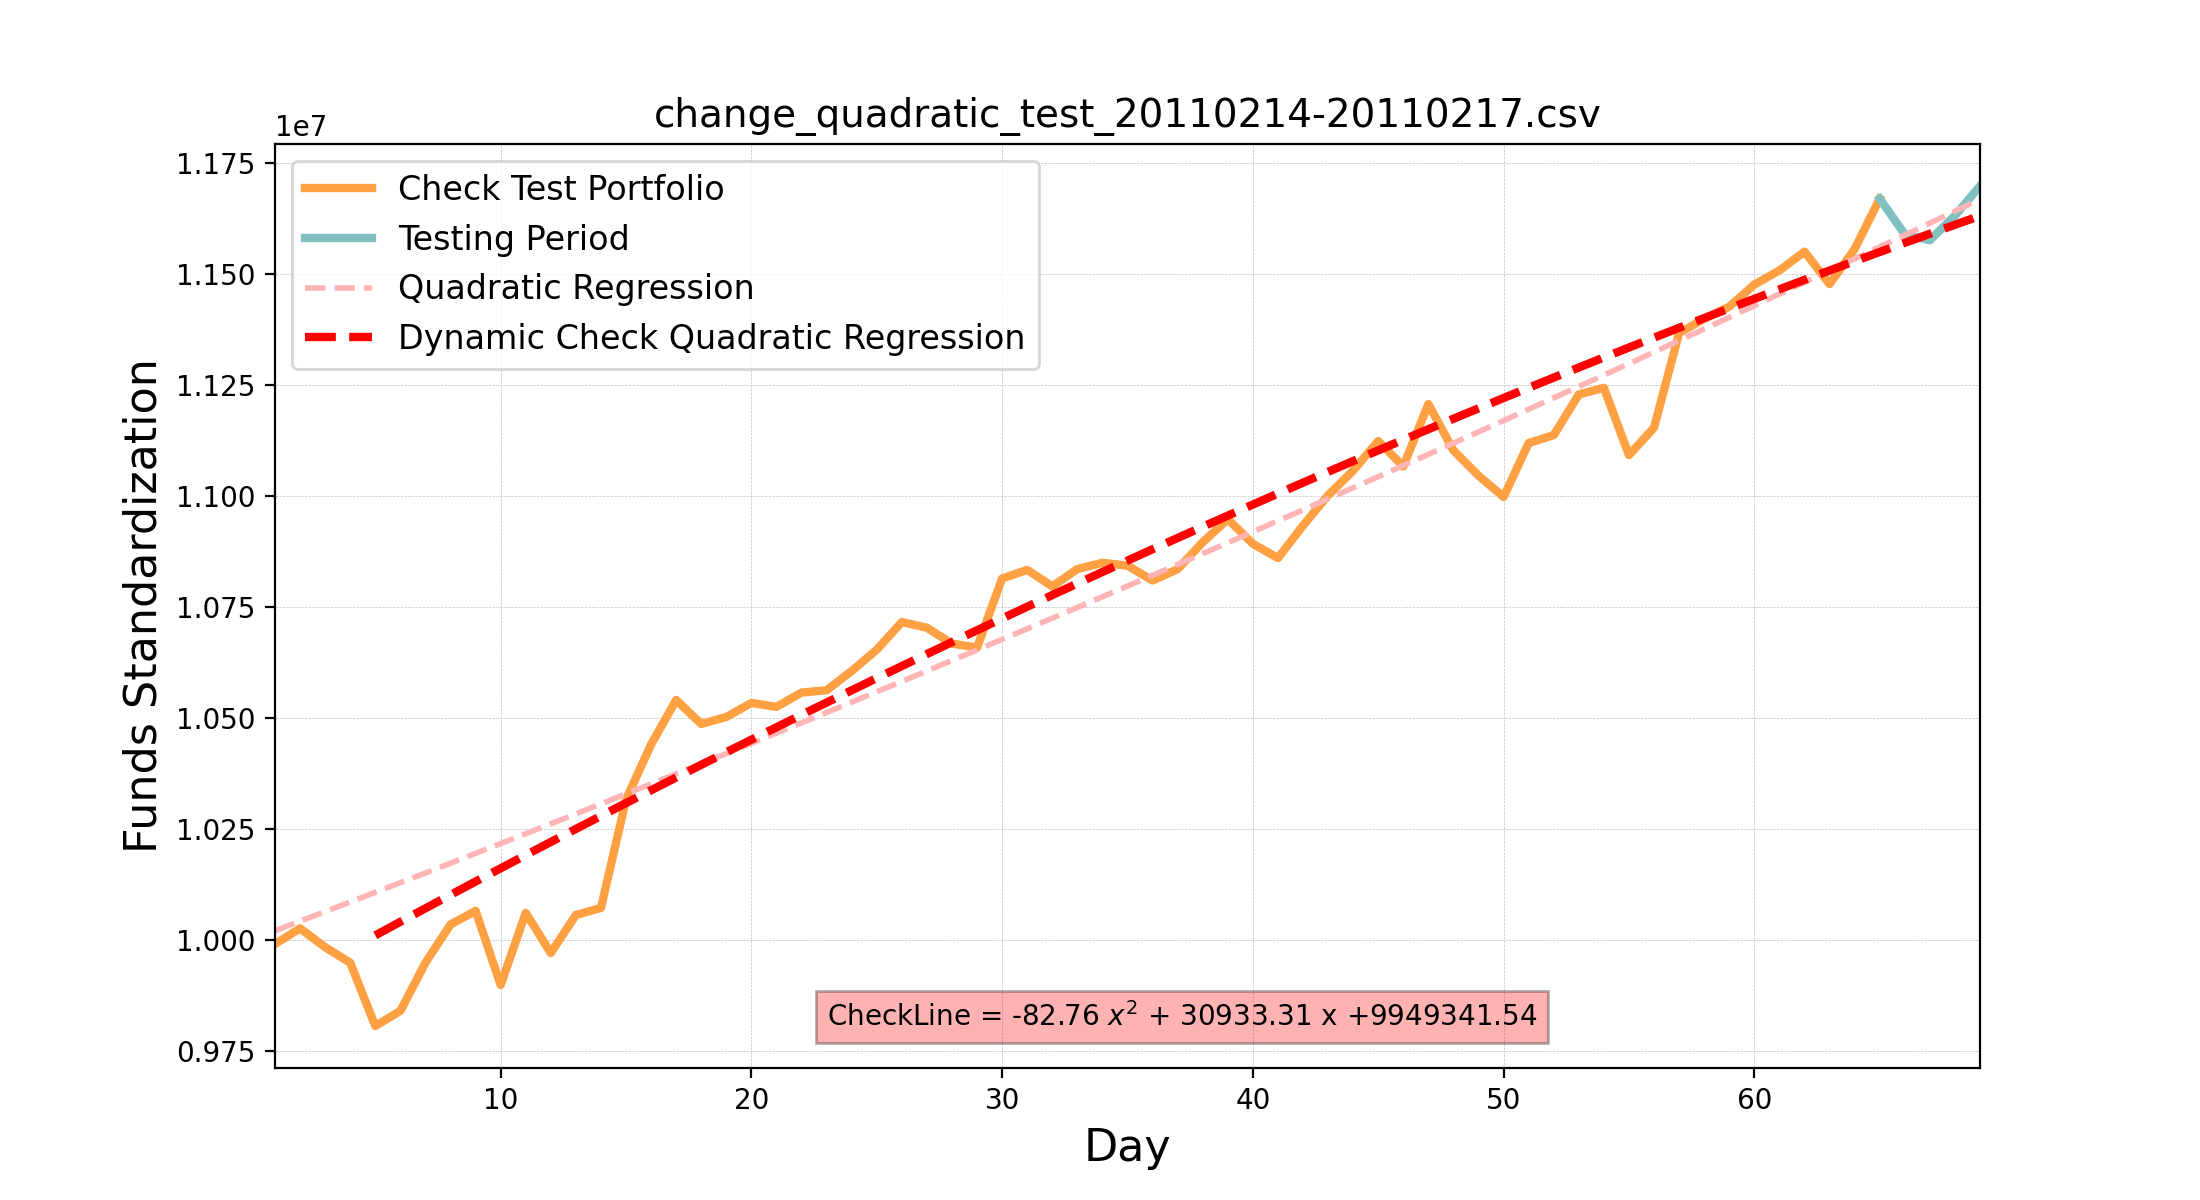 change_quadratic_test_20110214-20110217.csv
1e7
1.175
1.150
1.125
1.100
1.075
1.050
1.025
1.000
0.975
Funds Standardization
Check Test Portfolio
Testing Period
Quadratic Regression
Dynamic Check Quadratic Regression
CheckLine = -82.76 x² + 30933.31 x +9949341.54
10 20 30 40 50 60
Day